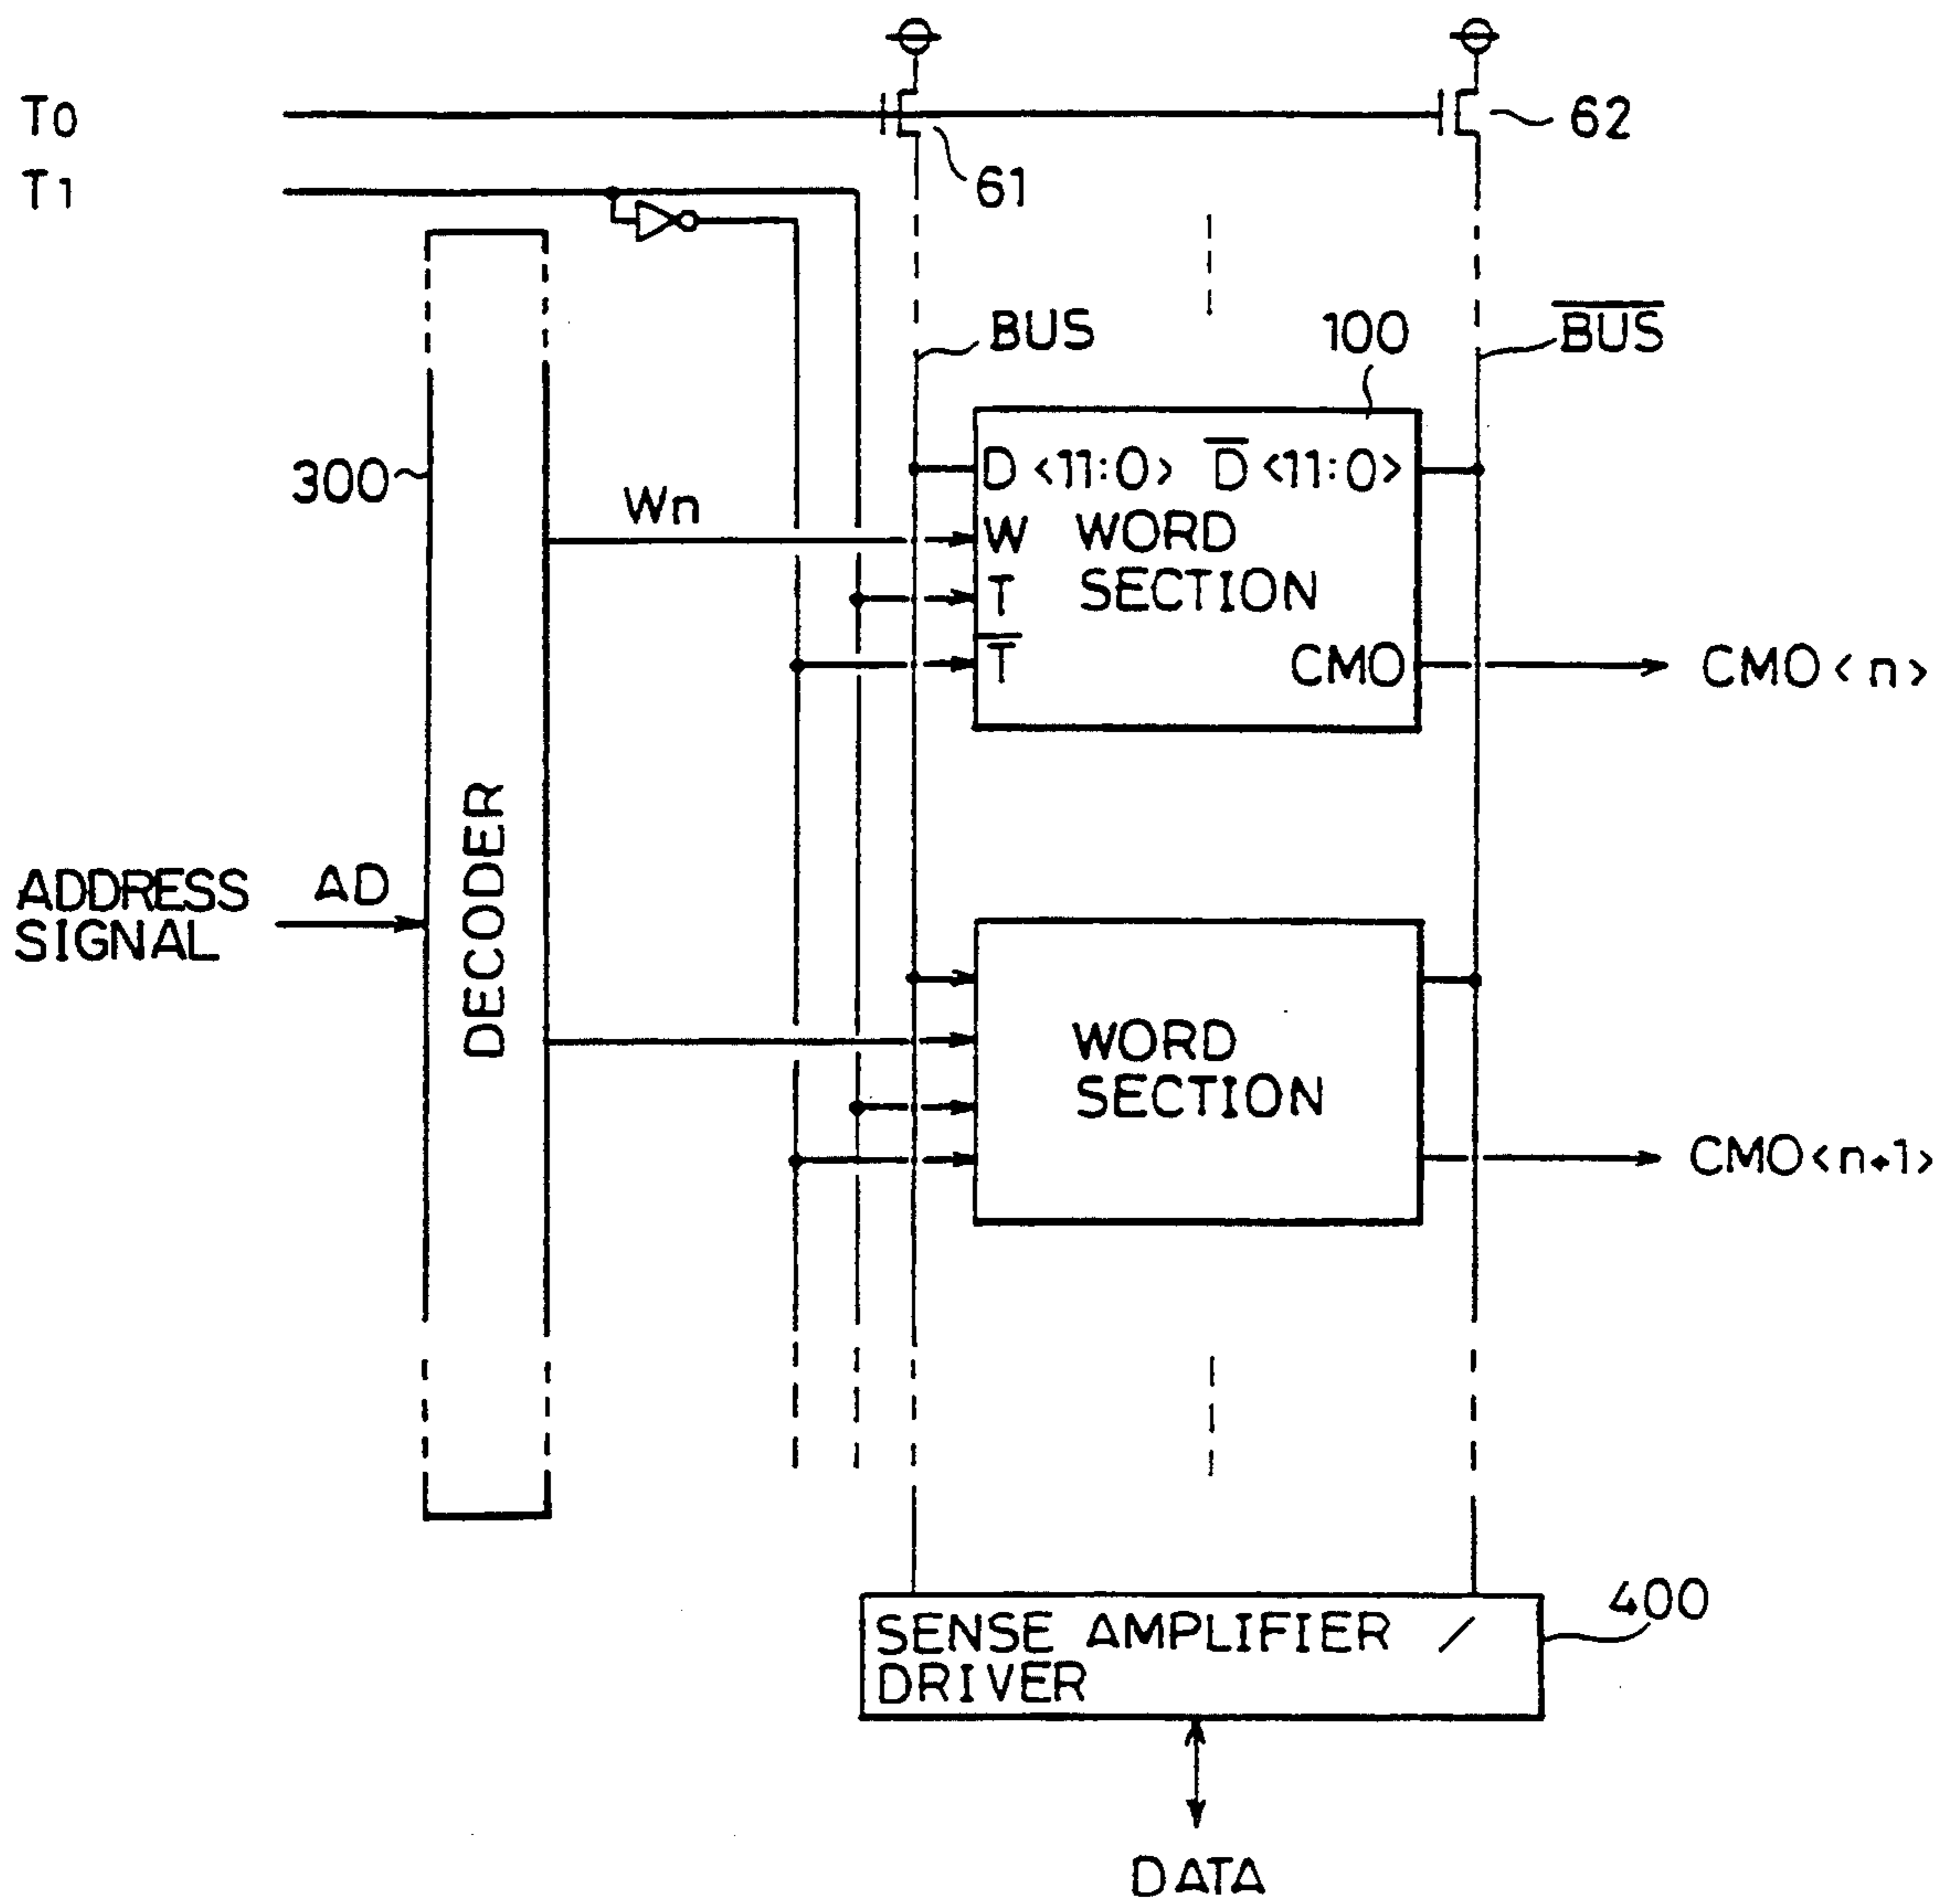 T0
62
T1
61
BUS
100
B̅U̅S̅
300
D <11:0> D̅ <11:0>
Wn
W WORD
T SECTION
T̅
CMO
CMO<n>
DECODER
ADDRESS
SIGNAL
AD
WORD
SECTION
CMO<n+1>
400
SENSE AMPLIFIER /
DRIVER
DATA